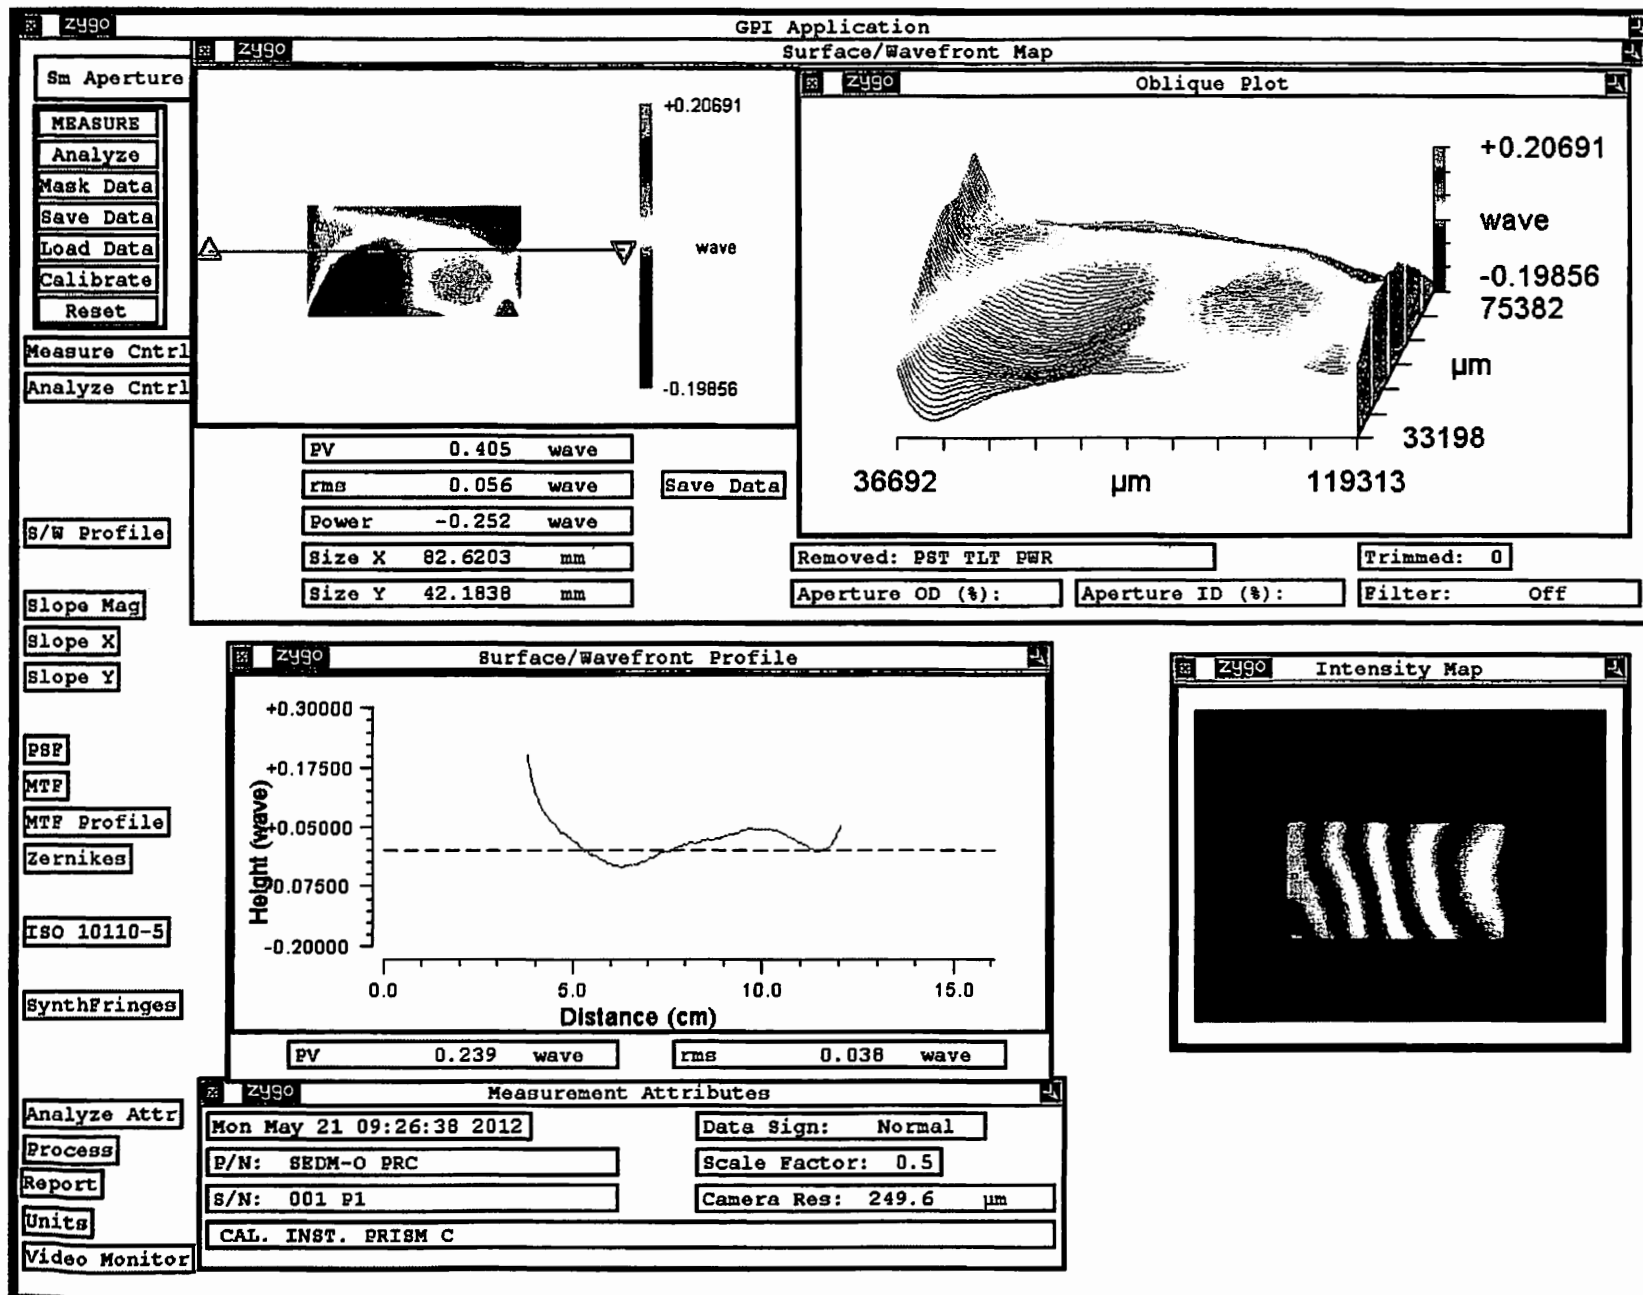 zygo GPI Application
zygo Surface/Wavefront Map
Sm Aperture
MEASURE
Analyze
Mask Data
Save Data
Load Data
Calibrate
Reset
Measure Cntrl
Analyze Cntrl
S/W Profile
Slope Mag
Slope X
Slope Y
PSF
MTF
MTF Profile
Zernikes
ISO 10110-5
SynthFringes
Analyze Attr
Process
Report
Units
Video Monitor
+0.20691
wave
-0.19856
PV 0.405 wave
rms 0.056 wave
Power -0.252 wave
Size X 82.6203 mm
Size Y 42.1838 mm
Save Data
zygo Oblique Plot
+0.20691
wave
-0.19856
75382
µm
33198
36692 µm 119313
Removed: PST TLT PWR
Trimmed: 0
Aperture OD (%):
Aperture ID (%):
Filter: Off
zygo Surface/Wavefront Profile
+0.30000
+0.17500
+0.05000
-0.07500
-0.20000
Height (wave)
0.0 5.0 10.0 15.0
Distance (cm)
PV 0.239 wave
rms 0.038 wave
zygo Intensity Map
zygo Measurement Attributes
Mon May 21 09:26:38 2012
Data Sign: Normal
P/N: SEDM-O PRC
Scale Factor: 0.5
S/N: 001 P1
Camera Res: 249.6 µm
CAL. INST. PRISM C